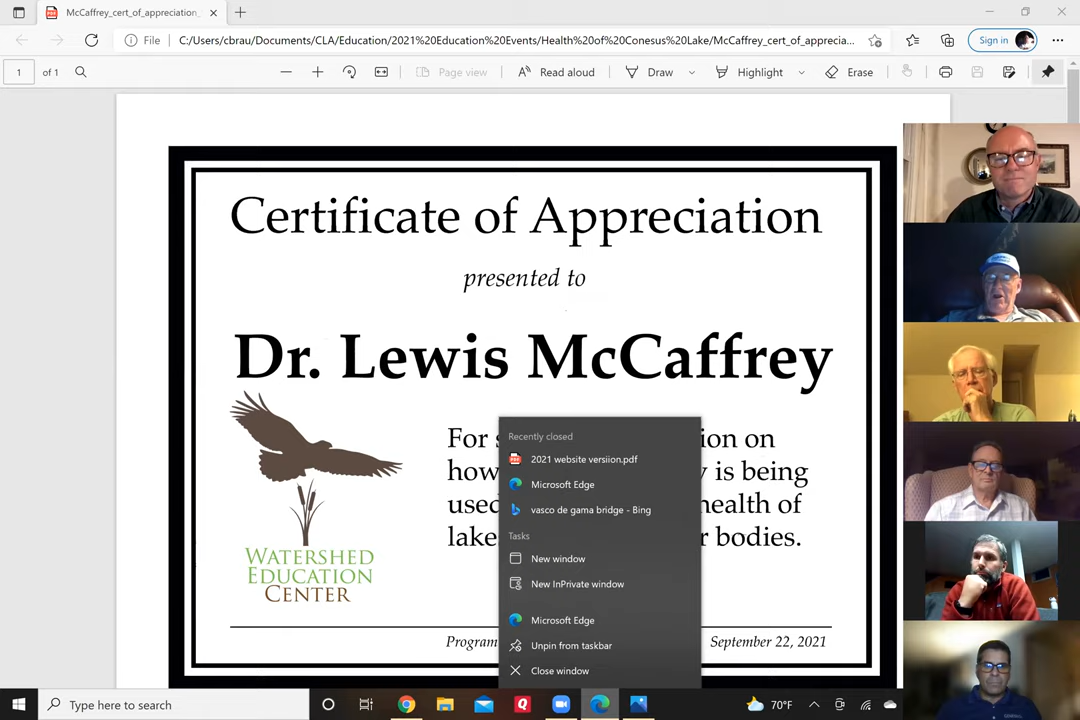 McCaffrey_cert_of_appreciation_
File
C:/Users/cbrau/Documents/CLA/Education/2021%20Education%20Events/Health%20of%20Conesus%20Lake/McCaffrey_cert_of_apprecia...
Sign in
1 of 1
Page view
Read aloud
Draw
Highlight
Erase
Certificate of Appreciation
presented to
Dr. Lewis McCaffrey
For
on on
how
is being
used
health of
lake
bodies.
WATERSHED
EDUCATION
CENTER
Program
September 22, 2021
Recently closed
2021 website versiion.pdf
Microsoft Edge
vasco de gama bridge - Bing
Tasks
New window
New InPrivate window
Microsoft Edge
Unpin from taskbar
Close window
Type here to search
70°F